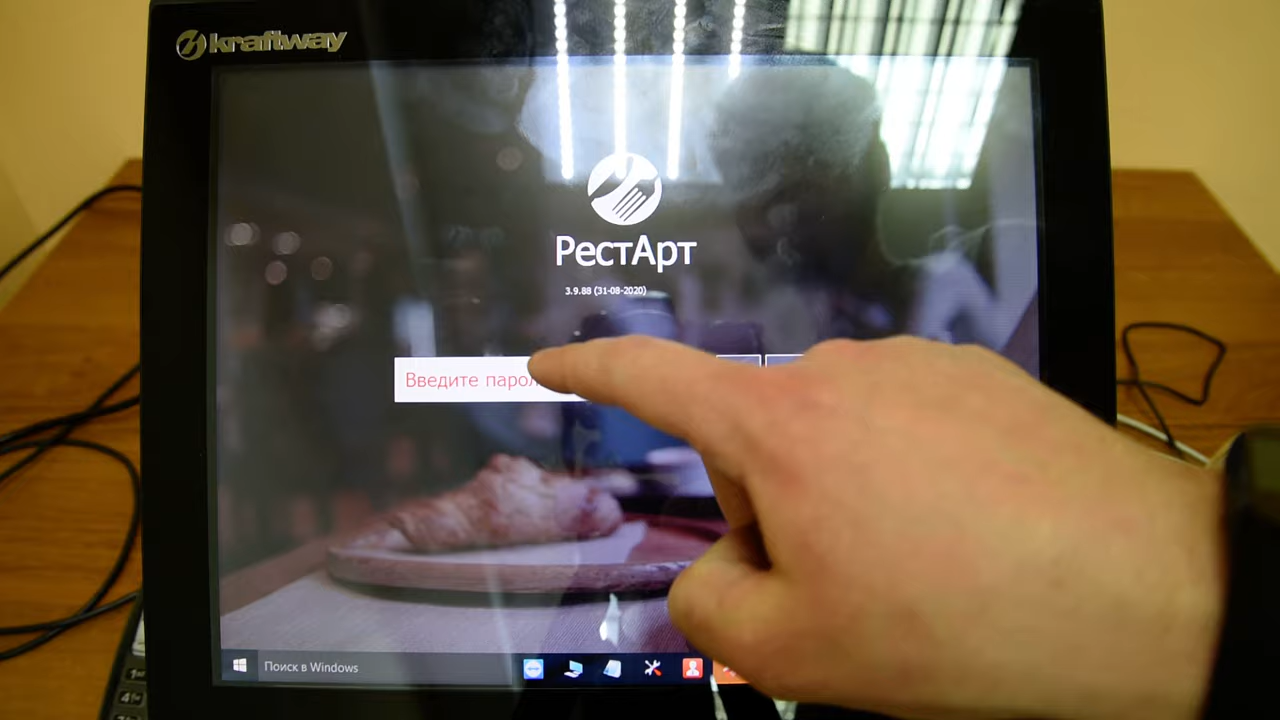 kraftway
РестАрт
3.9.88 (31-08-2020)
Введите парол
Поиск в Windows